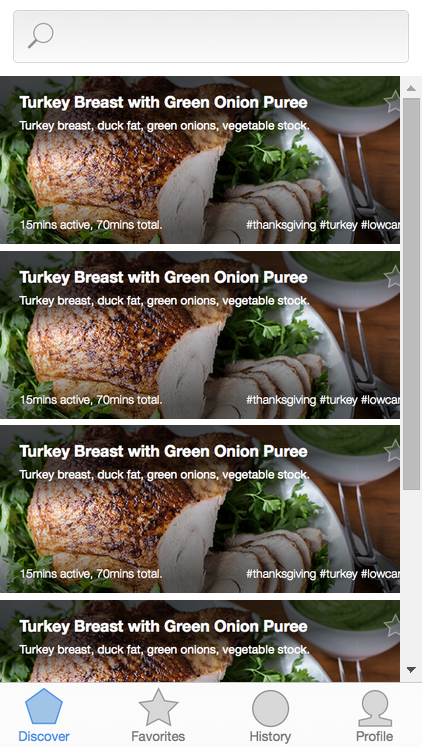 Turkey Breast with Green Onion Puree
Turkey breast, duck fat, green onions, vegetable stock.
15mins active, 70mins total. #thanksgiving #turkey #lowcar
Turkey Breast with Green Onion Puree
Turkey breast, duck fat, green onions, vegetable stock.
15mins active, 70mins total. #thanksgiving #turkey #lowcar
Turkey Breast with Green Onion Puree
Turkey breast, duck fat, green onions, vegetable stock.
15mins active, 70mins total. #thanksgiving #turkey #lowcar
Turkey Breast with Green Onion Puree
Turkey breast, duck fat, green onions, vegetable stock.
Discover Favorites History Profile